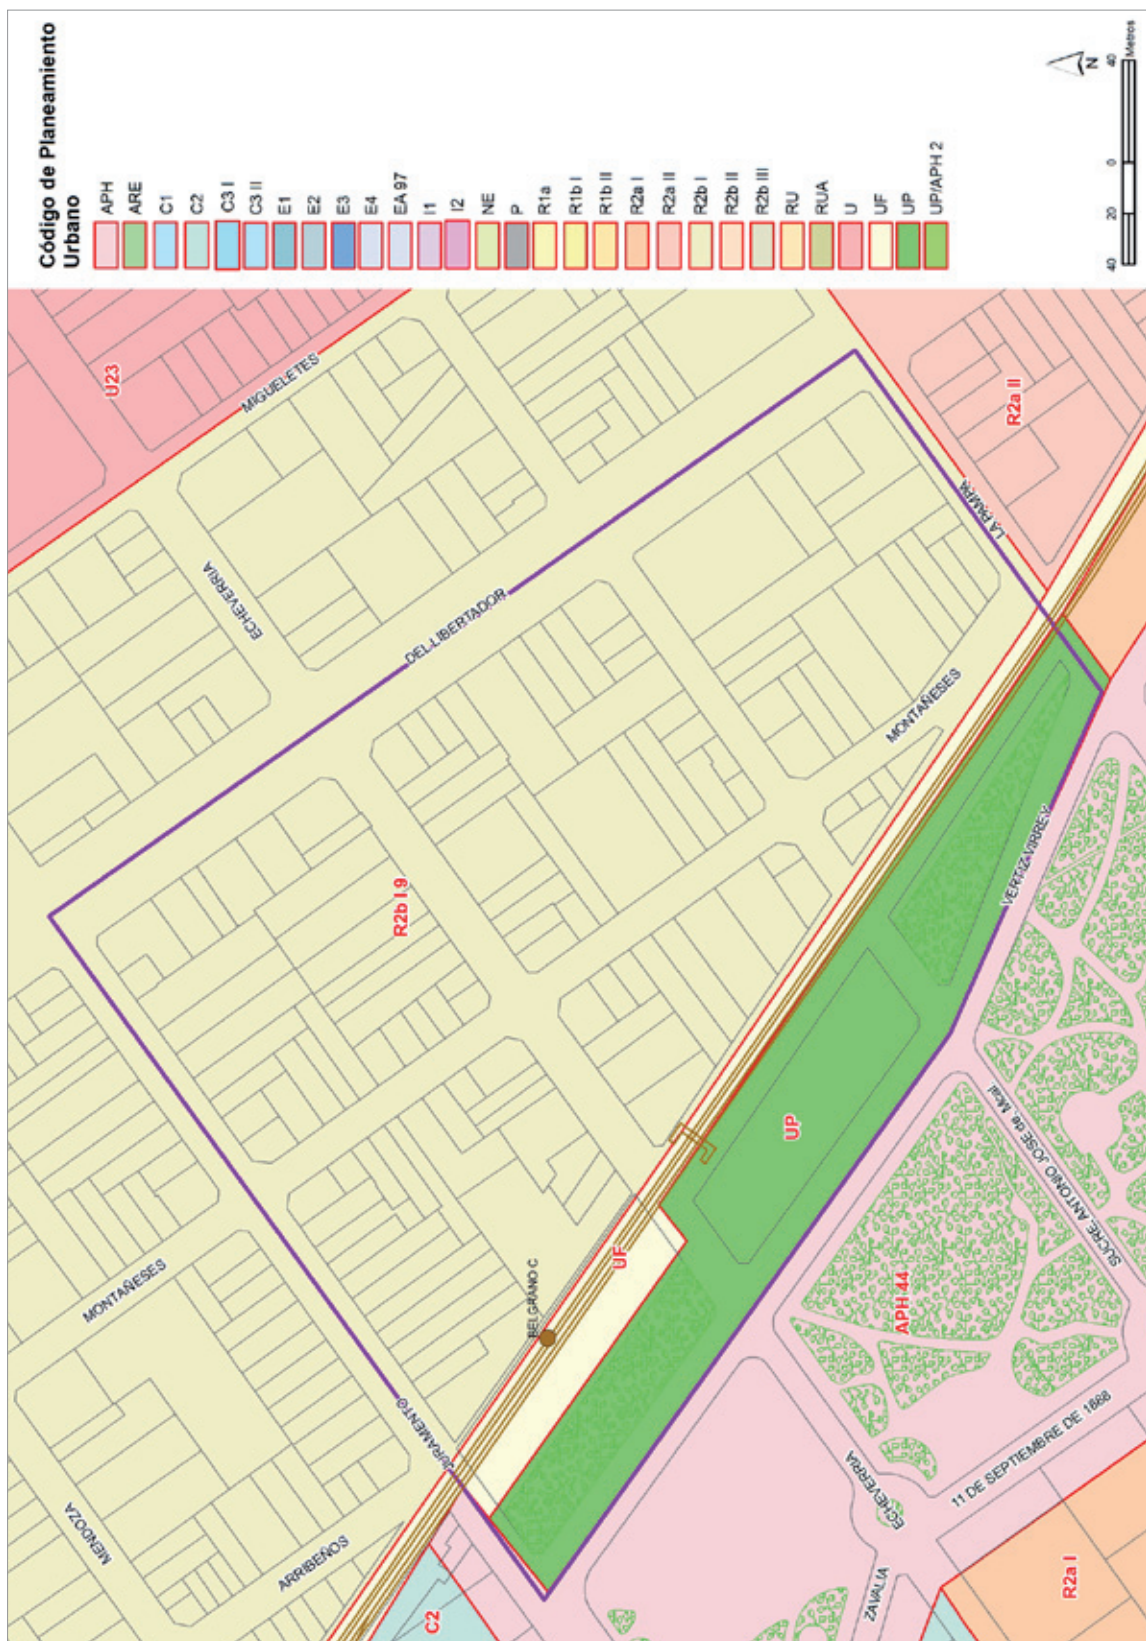 Código de Planeamiento
Urbano
APH
ARE
C1
C2
C3 I
C3 II
E1
E2
E3
E4
EA 97
I1
I2
NE
P
R1a
R1b I
R1b II
R2a I
R2a II
R2b I
R2b II
R2b III
RU
RUA
U
UF
UP
UP/APH 2
N
40 20 0 40
Metros
U23
MIGUELETES
ECHEVERRIA
DEL LIBERTADOR
R2a II
LA PAMPA
MONTAÑESES
R2b I 9
VERTIZ VIRREY
UP
SUCRE, ANTONIO JOSE de, Mcal.
MONTAÑESES
BELGRANO C
UF
APH 44
JURAMENTO
MENDOZA
ARRIBEÑOS
ECHEVERRIA
11 DE SEPTIEMBRE DE 1888
ZAVALIA
C2
R2a I